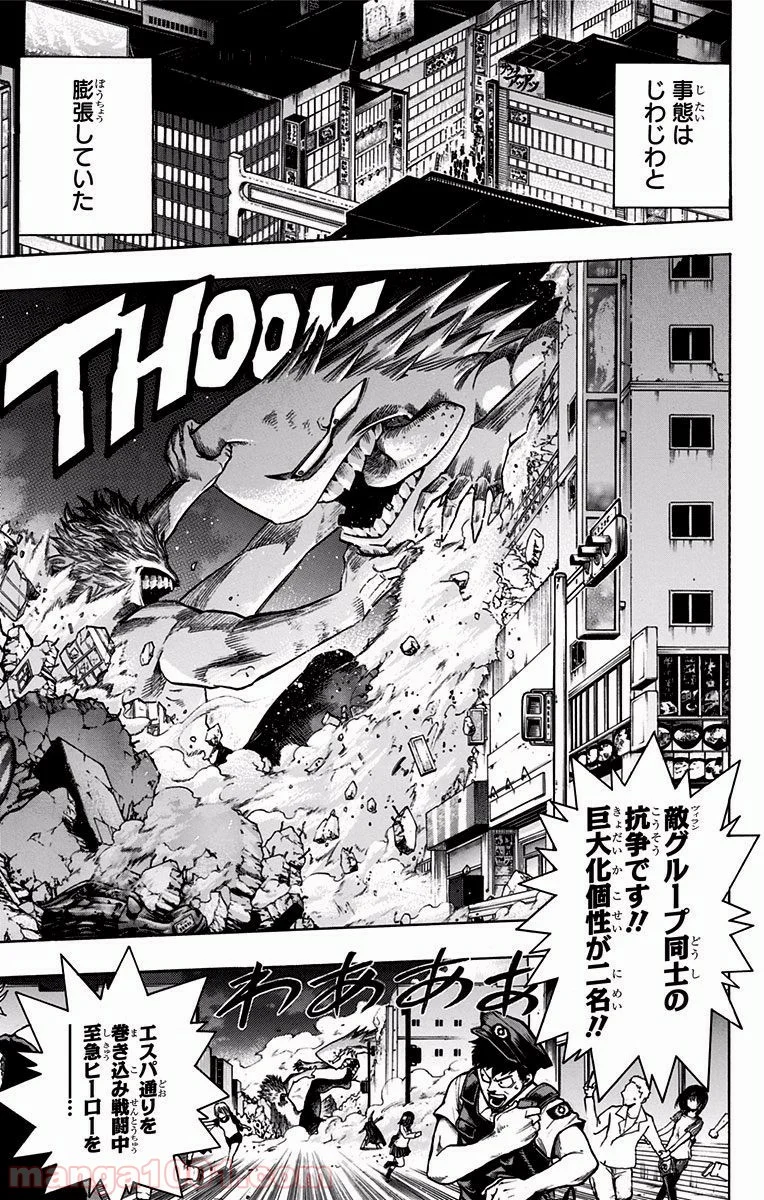 事態は
じわじわと
膨張していた
THOOM
敵グループ同士の
抗争です!!
巨大化個性が二名!!
わあああぁ
エスパ通りを
巻き込み戦闘中
至急ヒーローを
――……